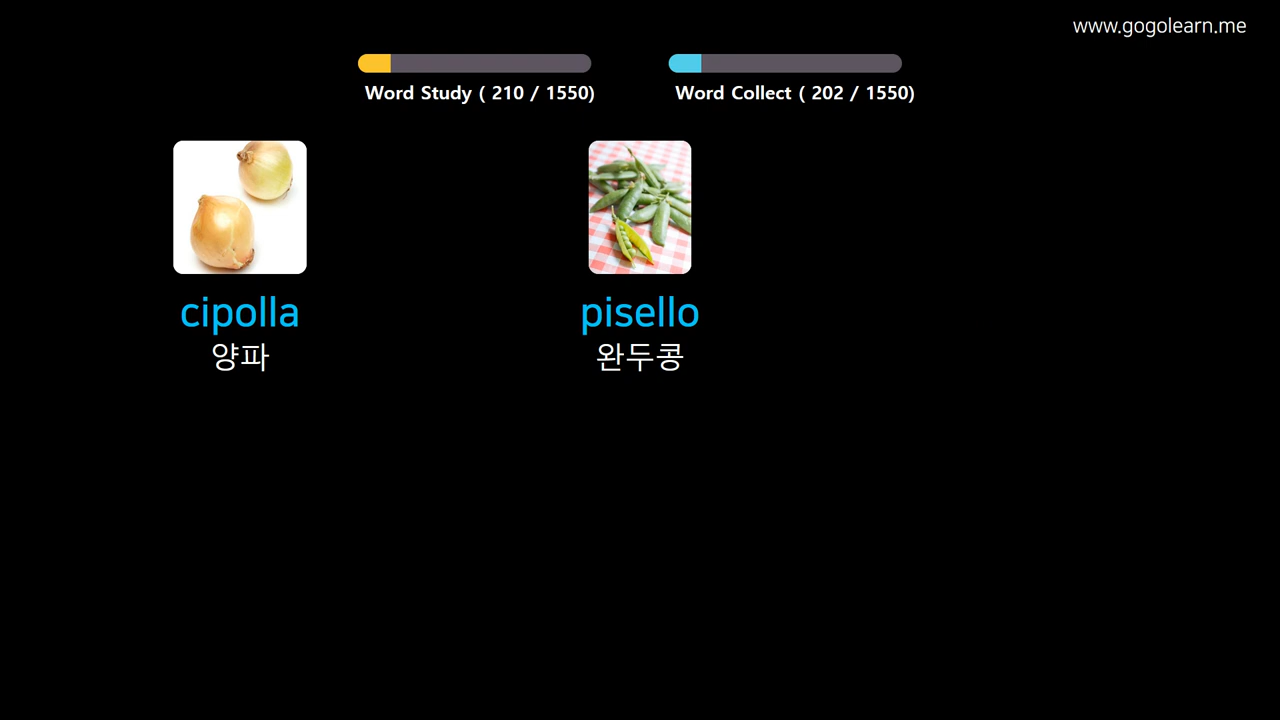 www.gogolearn.me
Word Study ( 210 / 1550)
Word Collect ( 202 / 1550)
cipolla
양파
pisello
완두콩